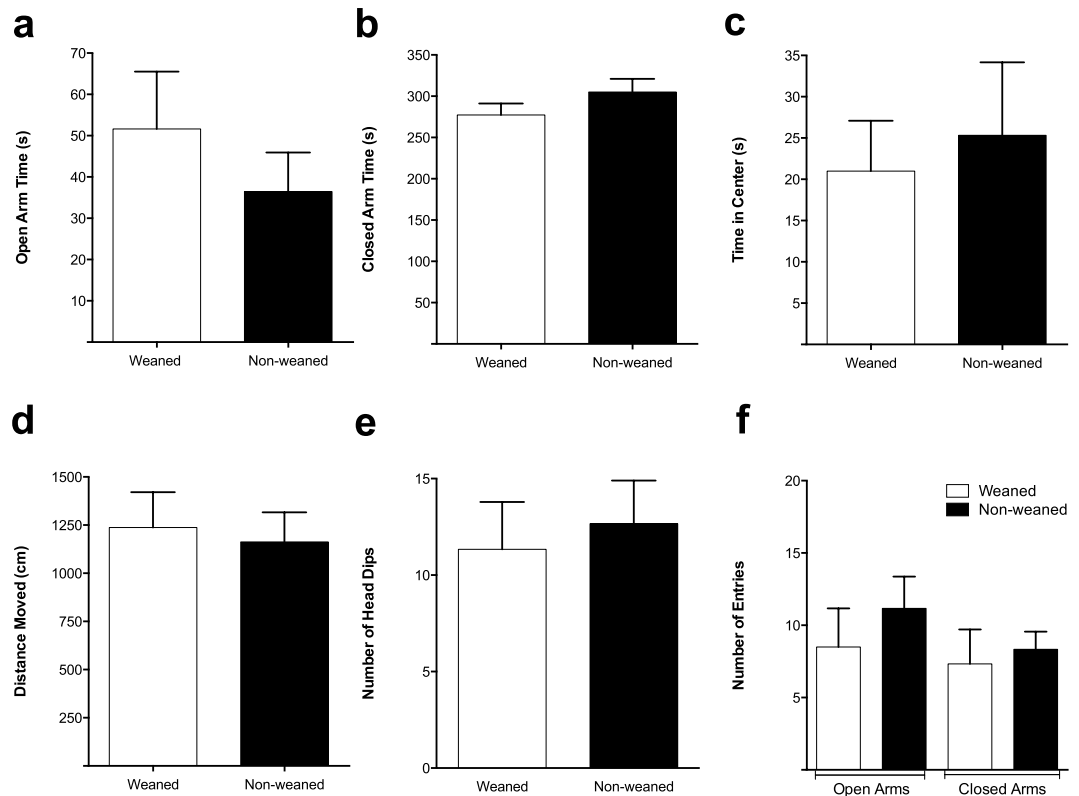 a
70
60
50
40
30
20
10
Open Arm Time (s)
Weaned
Non-weaned
b
350
300
250
200
150
100
50
Closed Arm Time (s)
Weaned
Non-weaned
c
35
30
25
20
15
10
5
Time in Center (s)
Weaned
Non-weaned
d
1500
1250
1000
750
500
250
Distance Moved (cm)
Weaned
Non-weaned
e
15
10
5
0
Number of Head Dips
Weaned
Non-weaned
f
20
15
10
5
Number of Entries
Weaned
Non-weaned
Open Arms
Closed Arms